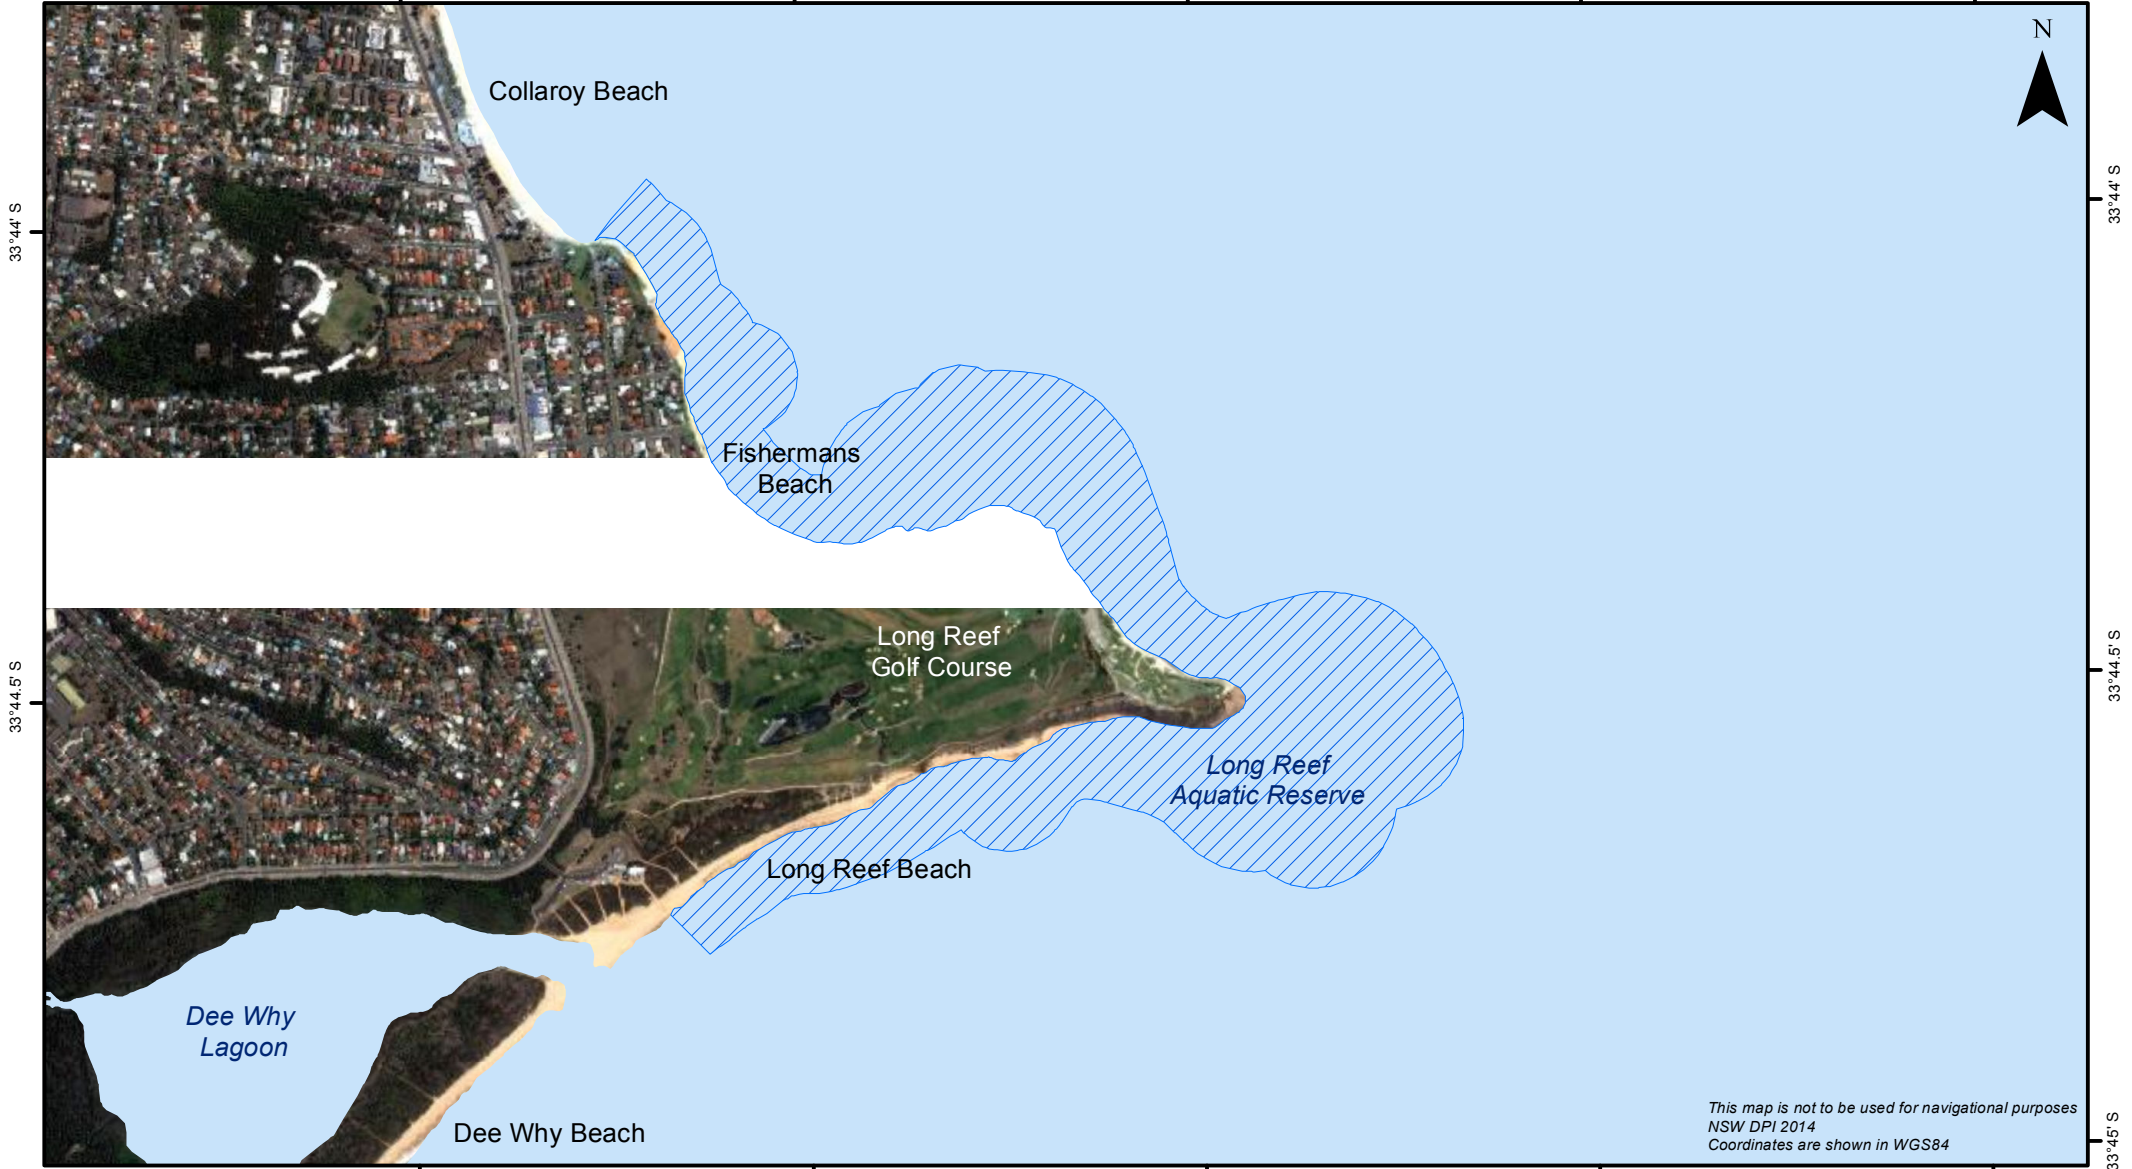 N
Collaroy Beach
33°44' S
33°44' S
Fishermans
Beach
Long Reef
Golf Course
33°44.5' S
33°44.5' S
Long Reef
Aquatic Reserve
Long Reef Beach
Dee Why
Lagoon
Dee Why Beach
This map is not to be used for navigational purposes
NSW DPI 2014
Coordinates are shown in WGS84
33°45' S